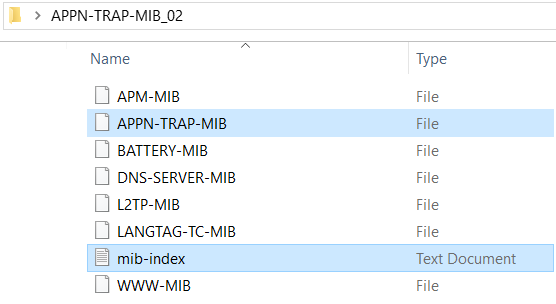 APPN-TRAP-MIB_02
Name Type
APM-MIB File
APPN-TRAP-MIB File
BATTERY-MIB File
DNS-SERVER-MIB File
L2TP-MIB File
LANGTAG-TC-MIB File
mib-index Text Document
WWW-MIB File